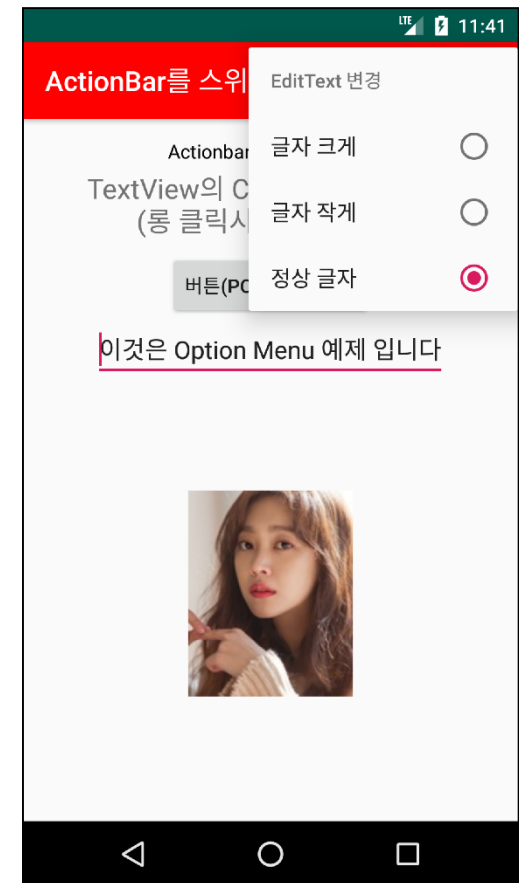 LTE 11:41
ActionBar를 스위
EditText 변경
글자 크게
글자 작게
정상 글자
Actionbar
TextView의 C
(롱 클릭시
버튼(PO
이것은 Option Menu 예제 입니다